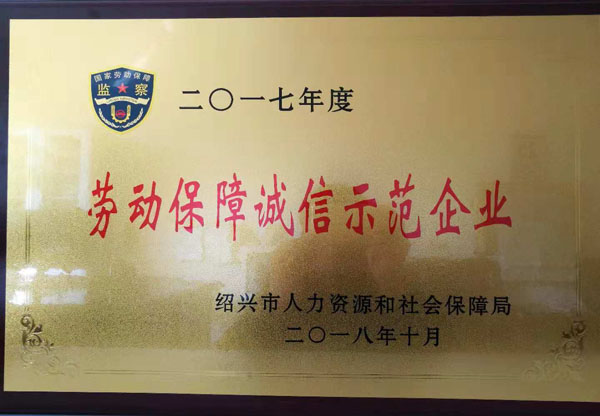 国家劳动保障
监察
二〇一七年度
劳动保障诚信示范企业
绍兴市人力资源和社会保障局
二〇一八年十月